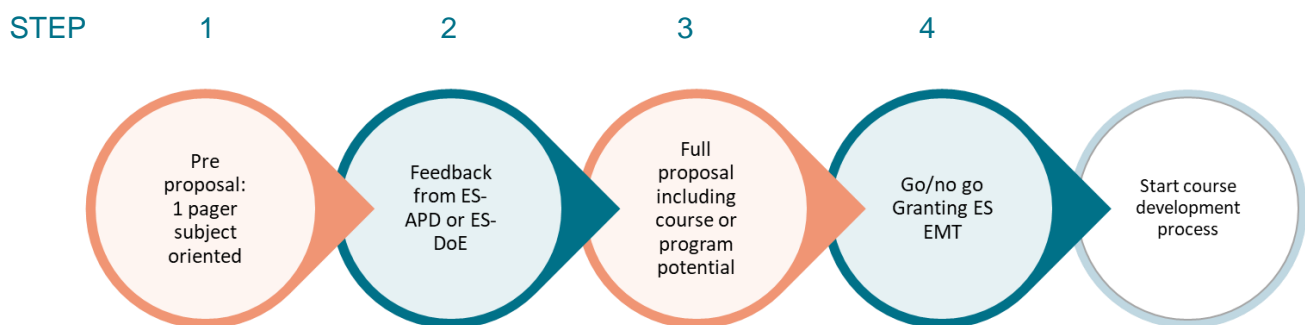 STEP 1 2 3 4
Pre
proposal:
1 pager
subject
oriented
Feedback
from ES-
APD or ES-
DoE
Full
proposal
including
course or
program
potential
Go/no go
Granting ES
EMT
Start course
development
process